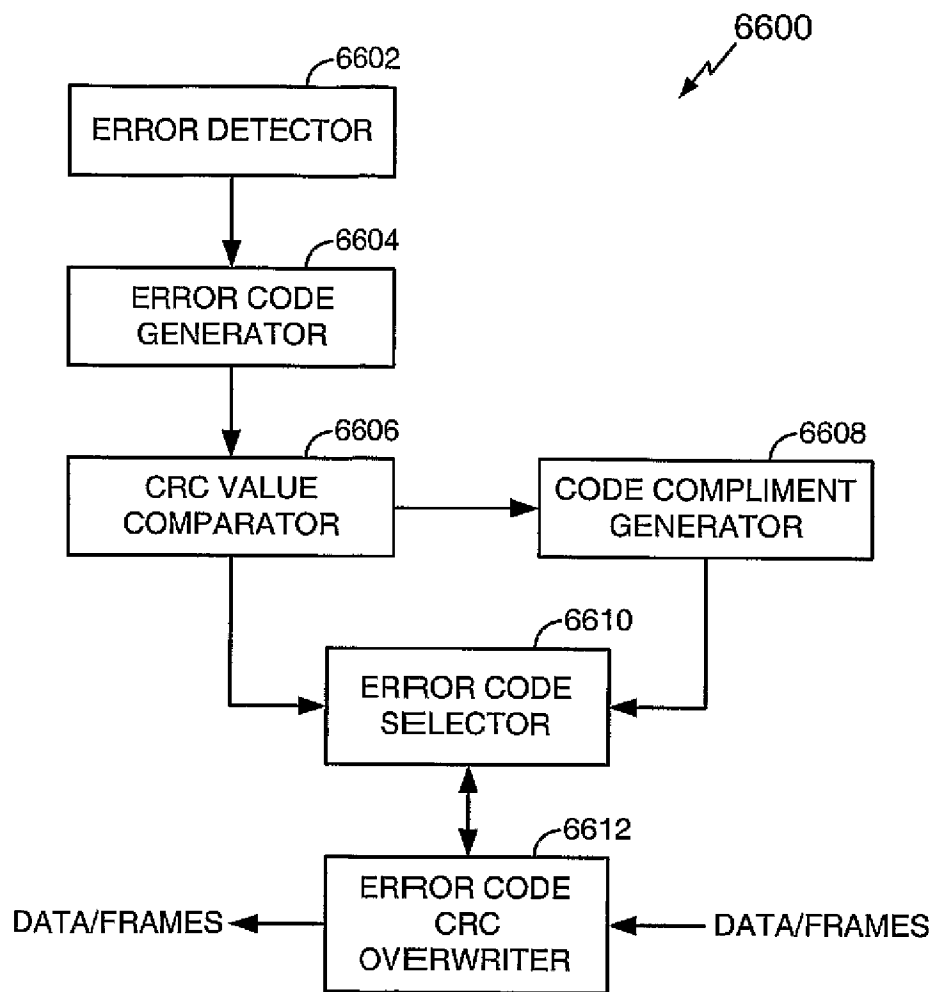 6600
6602
ERROR DETECTOR
6604
ERROR CODE
GENERATOR
6606
CRC VALUE
COMPARATOR
6608
CODE COMPLIMENT
GENERATOR
6610
ERROR CODE
SELECTOR
6612
ERROR CODE
CRC
OVERWRITER
DATA/FRAMES
DATA/FRAMES